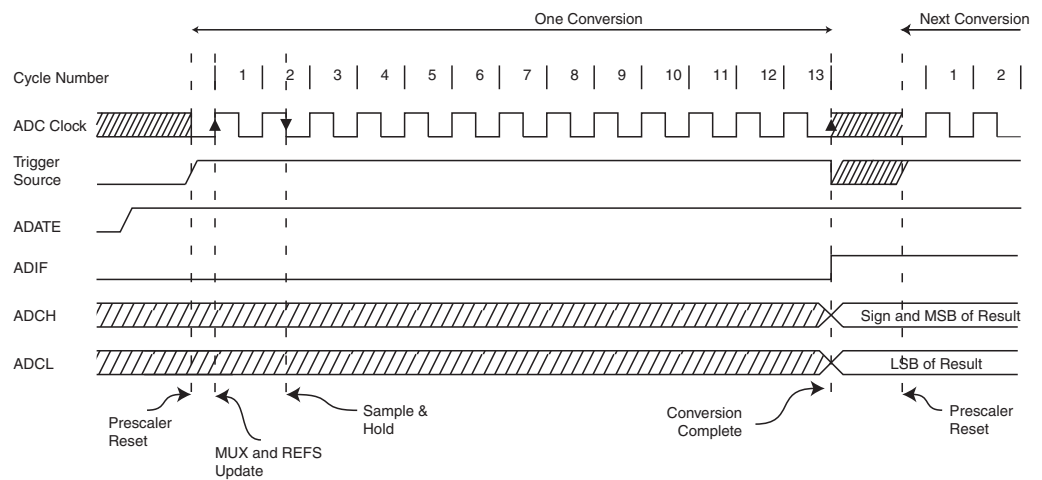 One Conversion
Next Conversion
Cycle Number
1 2 3 4 5 6 7 8 9 10 11 12 13 1 2
ADC Clock
Trigger
Source
ADATE
ADIF
ADCH
Sign and MSB of Result
ADCL
LSB of Result
Prescaler
Reset
MUX and REFS
Update
Sample &
Hold
Conversion
Complete
Prescaler
Reset